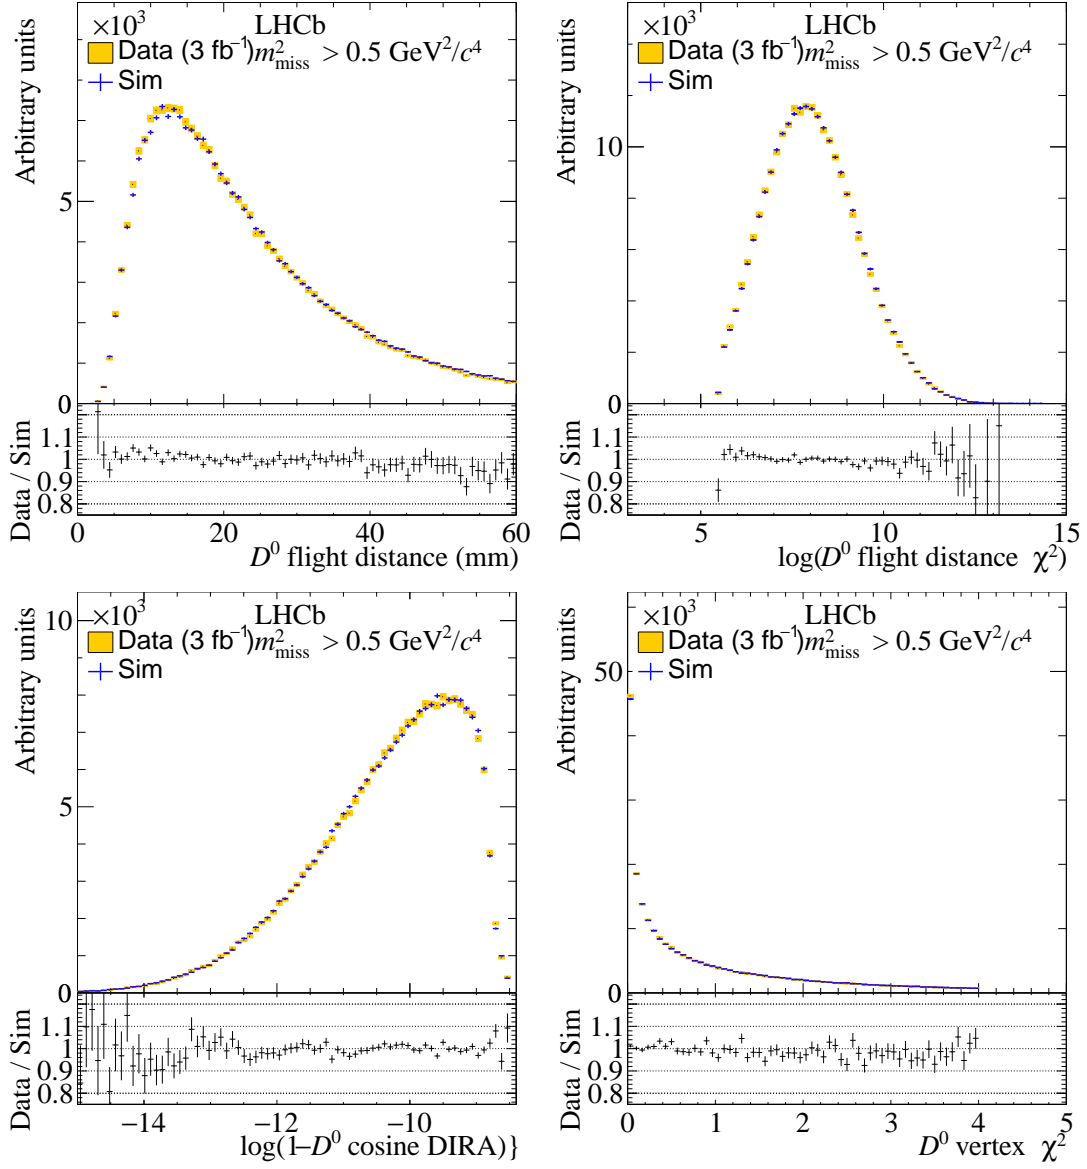 ×10³
LHCb
Data (3 fb⁻¹) m²miss > 0.5 GeV²/c⁴
Sim
Arbitrary units
5
0
Data / Sim
1.1
1
0.9
0.8
0 20 40 60
D⁰ flight distance (mm)
×10³
LHCb
Data (3 fb⁻¹) m²miss > 0.5 GeV²/c⁴
Sim
Arbitrary units
10
0
Data / Sim
1.1
1
0.9
0.8
5 10 15
log(D⁰ flight distance χ²)
×10³
LHCb
Data (3 fb⁻¹) m²miss > 0.5 GeV²/c⁴
Sim
Arbitrary units
10
5
0
Data / Sim
1.1
1
0.9
0.8
−14 −12 −10
log(1−D⁰ cosine DIRA)}
×10³
LHCb
Data (3 fb⁻¹) m²miss > 0.5 GeV²/c⁴
Sim
Arbitrary units
50
0
Data / Sim
1.1
1
0.9
0.8
0 1 2 3 4 5
D⁰ vertex χ²